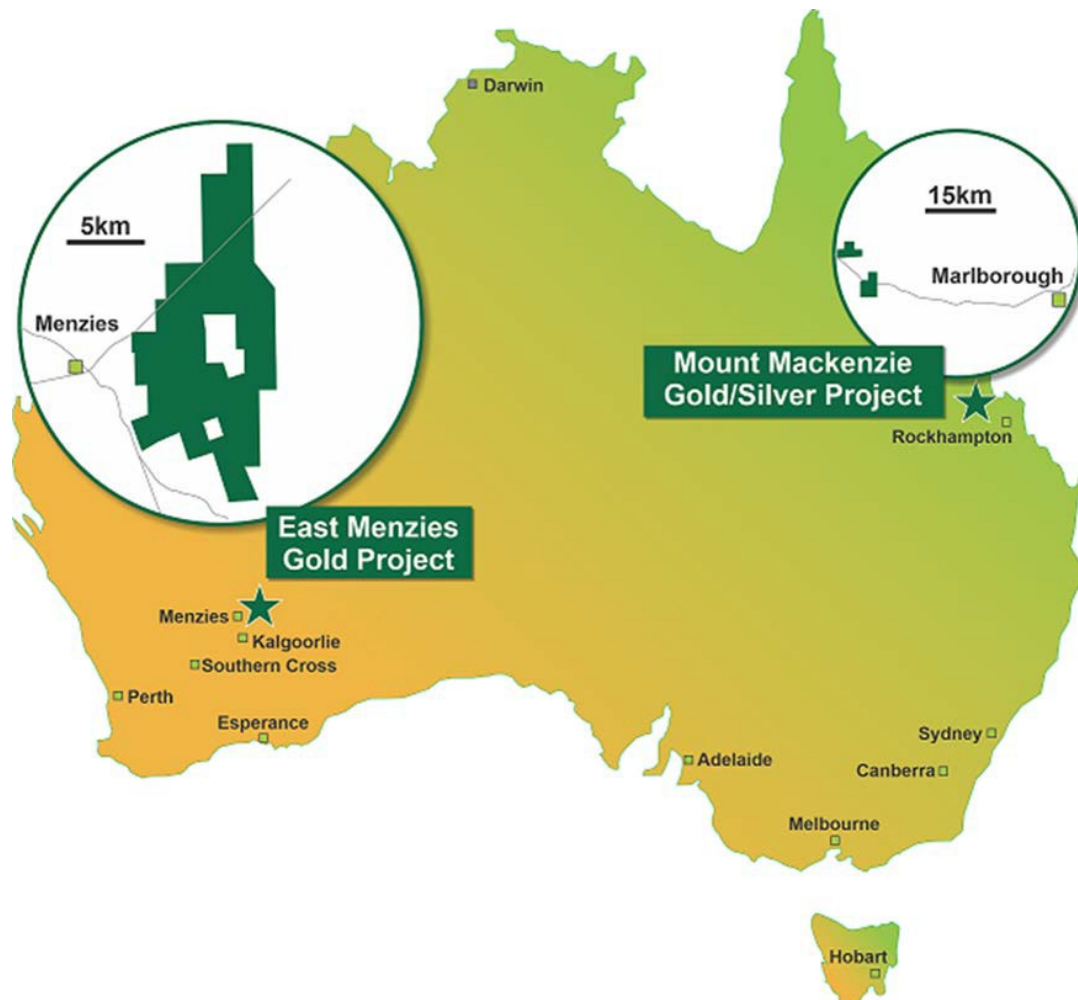 Darwin
5km
15km
Menzies
Marlborough
Mount Mackenzie
Gold/Silver Project
Rockhampton
East Menzies
Gold Project
Menzies
Kalgoorlie
Southern Cross
Perth
Esperance
Sydney
Adelaide
Canberra
Melbourne
Hobart